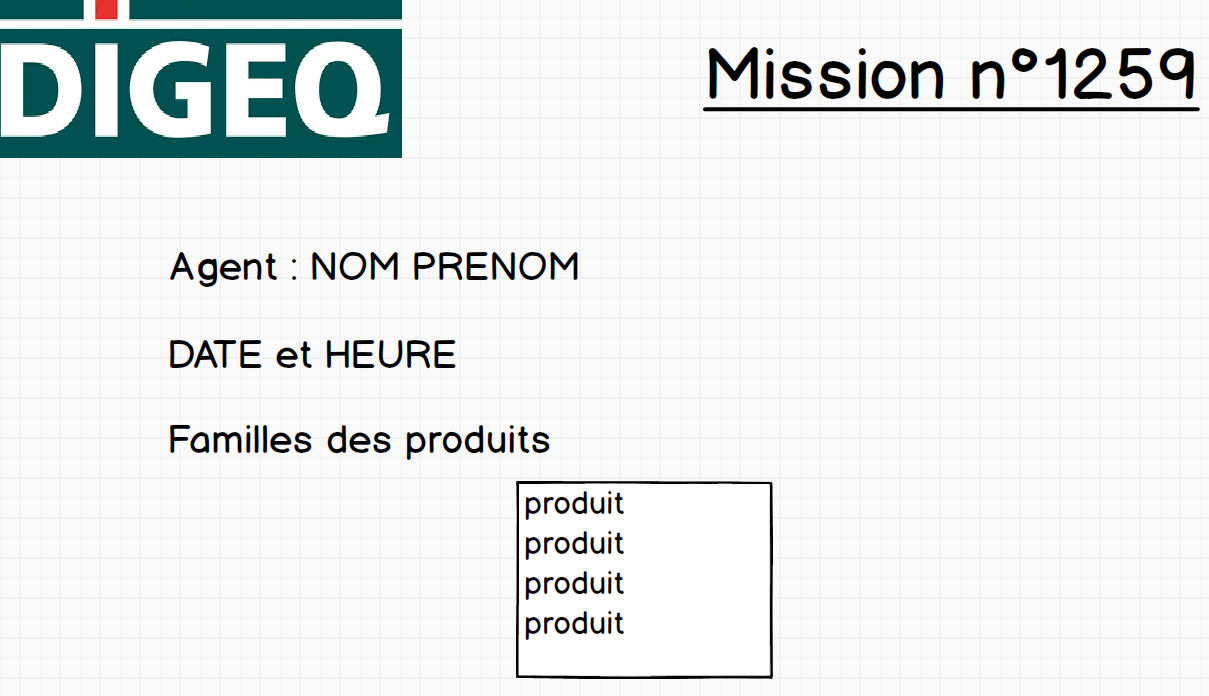 DIGEQ
Mission n°1259
Agent : NOM PRENOM
DATE et HEURE
Familles des produits
produit
produit
produit
produit